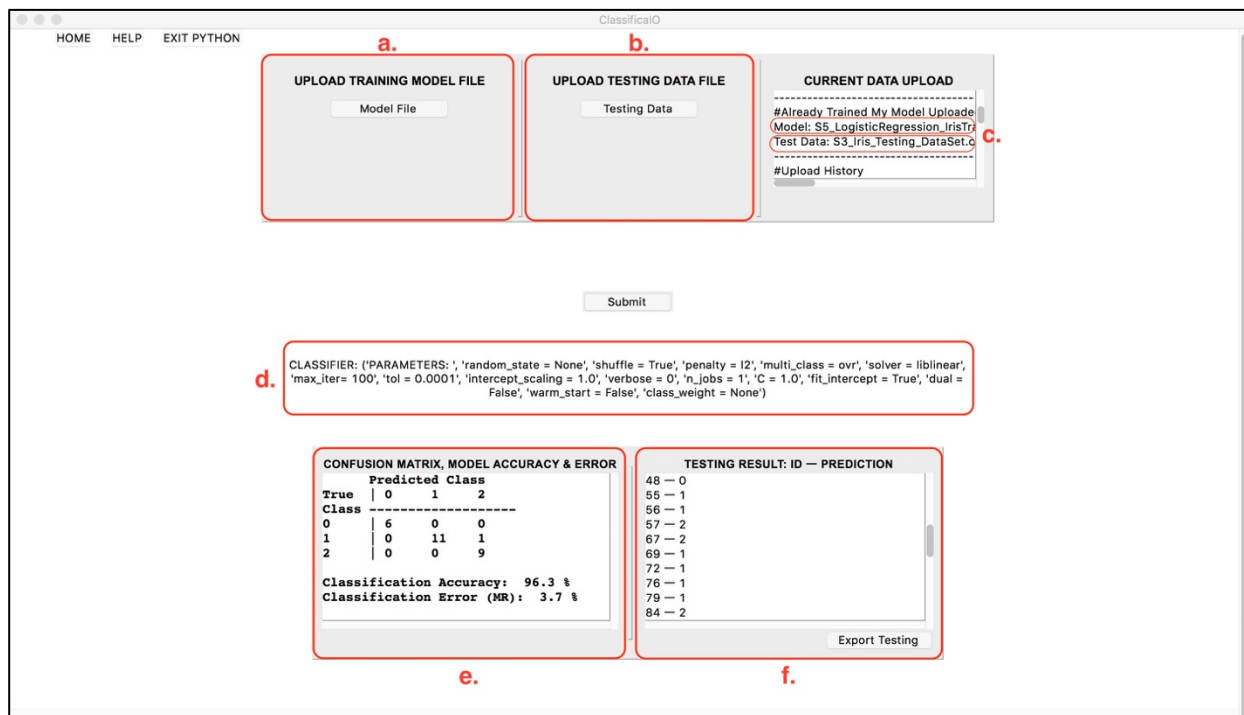 ClassificaIO
HOME HELP EXIT PYTHON
a.
b.
UPLOAD TRAINING MODEL FILE
Model File
UPLOAD TESTING DATA FILE
Testing Data
CURRENT DATA UPLOAD
-----------------------------------
#Already Trained My Model Uploade
Model: S5_LogisticRegression_IrisTra
Test Data: S3_Iris_Testing_DataSet.c
-----------------------------------
#Upload History
c.
Submit
d.
CLASSIFIER: ('PARAMETERS: ', 'random_state = None', 'shuffle = True', 'penalty = l2', 'multi_class = ovr', 'solver = liblinear',
'max_iter= 100', 'tol = 0.0001', 'intercept_scaling = 1.0', 'verbose = 0', 'n_jobs = 1', 'C = 1.0', 'fit_intercept = True', 'dual =
False', 'warm_start = False', 'class_weight = None')
CONFUSION MATRIX, MODEL ACCURACY & ERROR
Predicted Class
True | 0 1 2
Class --------------------
0 | 6 0 0
1 | 0 11 1
2 | 0 0 9
Classification Accuracy: 96.3 %
Classification Error (MR): 3.7 %
e.
TESTING RESULT: ID — PREDICTION
48 — 0
55 — 1
56 — 1
57 — 2
67 — 2
69 — 1
72 — 1
76 — 1
79 — 1
84 — 2
Export Testing
f.